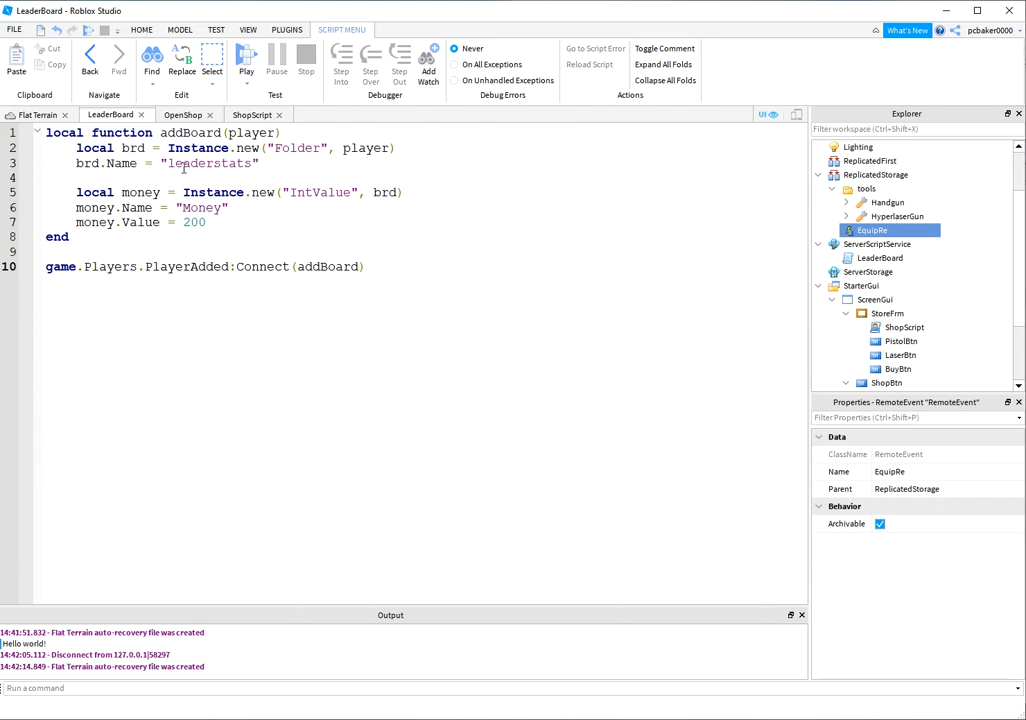 LeaderBoard - Roblox Studio
FILE HOME MODEL TEST VIEW PLUGINS SCRIPT MENU What's New pcbaker0000
Paste Cut Copy Clipboard
Back Fwd Navigate
Find Replace Select Edit
Play Pause Stop Test
Step Into Step Over Step Out Add Watch Debugger
Never
On All Exceptions
On Unhandled Exceptions
Debug Errors
Go to Script Error
Reload Script
Toggle Comment
Expand All Folds
Collapse All Folds
Actions
Flat Terrain LeaderBoard OpenShop ShopScript UI
1 local function addBoard(player)
2 local brd = Instance.new("Folder", player)
3 brd.Name = "leaderstats"
4
5 local money = Instance.new("IntValue", brd)
6 money.Name = "Money"
7 money.Value = 200
8 end
9
10 game.Players.PlayerAdded:Connect(addBoard)
Explorer
Filter workspace (Ctrl+Shift+X)
Lighting
ReplicatedFirst
ReplicatedStorage
tools
Handgun
HyperlaserGun
EquipRe
ServerScriptService
LeaderBoard
ServerStorage
StarterGui
ScreenGui
StoreFrm
ShopScript
PistolBtn
LaserBtn
BuyBtn
ShopBtn
Properties - RemoteEvent "RemoteEvent"
Filter Properties (Ctrl+Shift+P)
Data
ClassName RemoteEvent
Name EquipRe
Parent ReplicatedStorage
Behavior
Archivable
Output
14:41:51.832 - Flat Terrain auto-recovery file was created
Hello world!
14:42:05.112 - Disconnect from 127.0.0.1|58297
14:42:14.849 - Flat Terrain auto-recovery file was created
Run a command